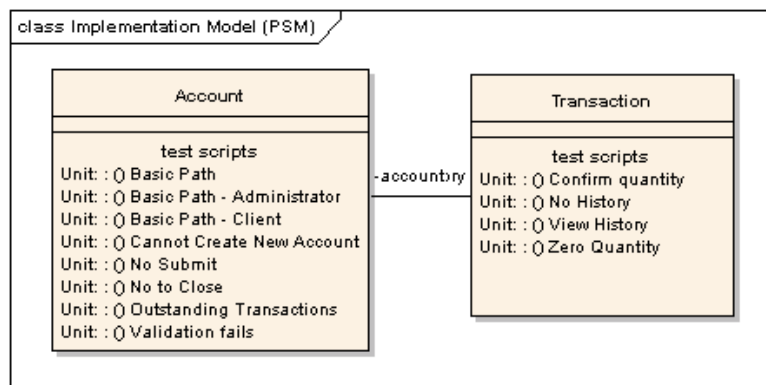 class Implementation Model (PSM)
Account
test scripts
Unit: : () Basic Path
Unit: : () Basic Path - Administrator
Unit: : () Basic Path - Client
Unit: : () Cannot Create New Account
Unit: : () No Submit
Unit: : () No to Close
Unit: : () Outstanding Transactions
Unit: : () Validation fails
Transaction
test scripts
Unit: : () Confirm quantity
Unit: : () No History
Unit: : () View History
Unit: : () Zero Quantity